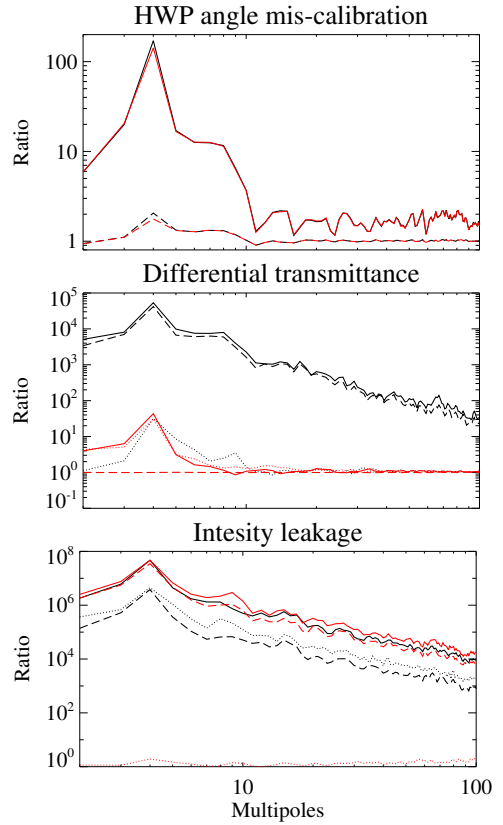 HWP angle mis-calibration
100
10
1
Ratio
Differential transmittance
10^5
10^4
10^3
10^2
10^1
10^0
10^-1
Ratio
Intesity leakage
10^8
10^6
10^4
10^2
10^0
Ratio
10
100
Multipoles